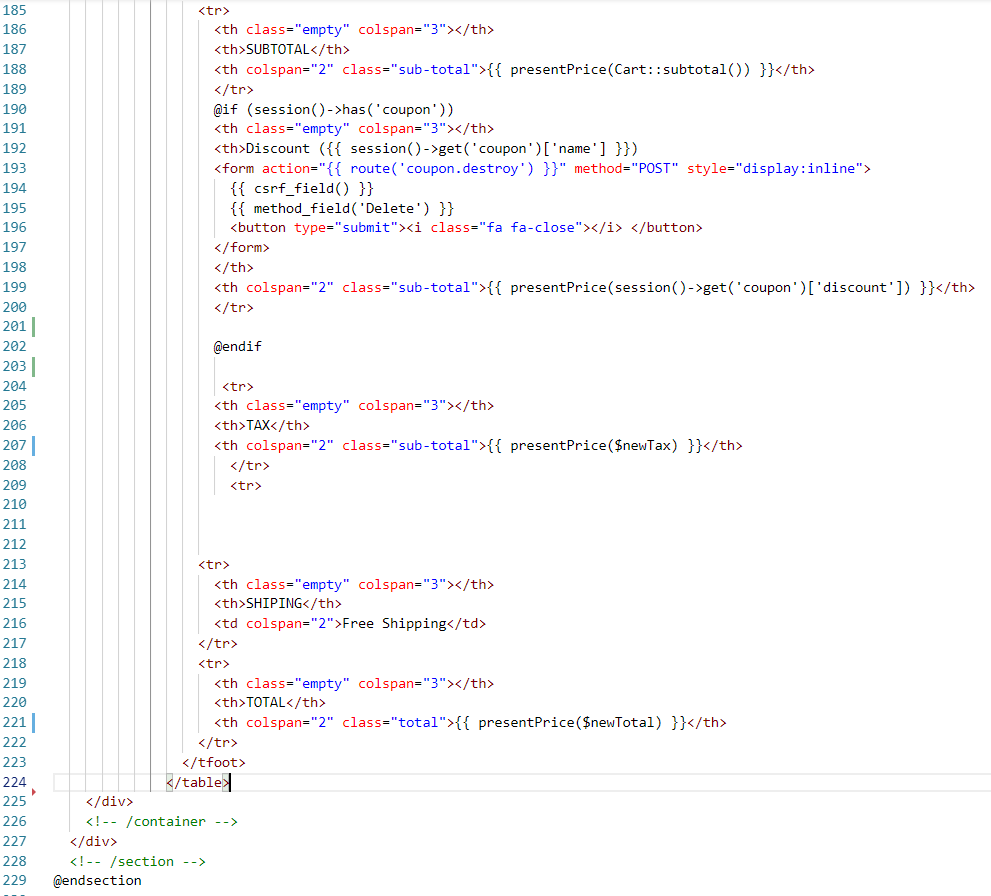 185 <tr>
186 <th class="empty" colspan="3"></th>
187 <th>SUBTOTAL</th>
188 <th colspan="2" class="sub-total">{{ presentPrice(Cart::subtotal()) }}</th>
189 </tr>
190 @if (session()->has('coupon'))
191 <th class="empty" colspan="3"></th>
192 <th>Discount ({{ session()->get('coupon')['name'] }})
193 <form action="{{ route('coupon.destroy') }}" method="POST" style="display:inline">
194 {{ csrf_field() }}
195 {{ method_field('Delete') }}
196 <button type="submit"><i class="fa fa-close"></i> </button>
197 </form>
198 </th>
199 <th colspan="2" class="sub-total">{{ presentPrice(session()->get('coupon')['discount']) }}</th>
200 </tr>
201
202 @endif
203
204 <tr>
205 <th class="empty" colspan="3"></th>
206 <th>TAX</th>
207 <th colspan="2" class="sub-total">{{ presentPrice($newTax) }}</th>
208 </tr>
209 <tr>
210
211
212
213 <tr>
214 <th class="empty" colspan="3"></th>
215 <th>SHIPING</th>
216 <td colspan="2">Free Shipping</td>
217 </tr>
218 <tr>
219 <th class="empty" colspan="3"></th>
220 <th>TOTAL</th>
221 <th colspan="2" class="total">{{ presentPrice($newTotal) }}</th>
222 </tr>
223 </tfoot>
224 </table>
225 </div>
226 <!-- /container -->
227 </div>
228 <!-- /section -->
229 @endsection